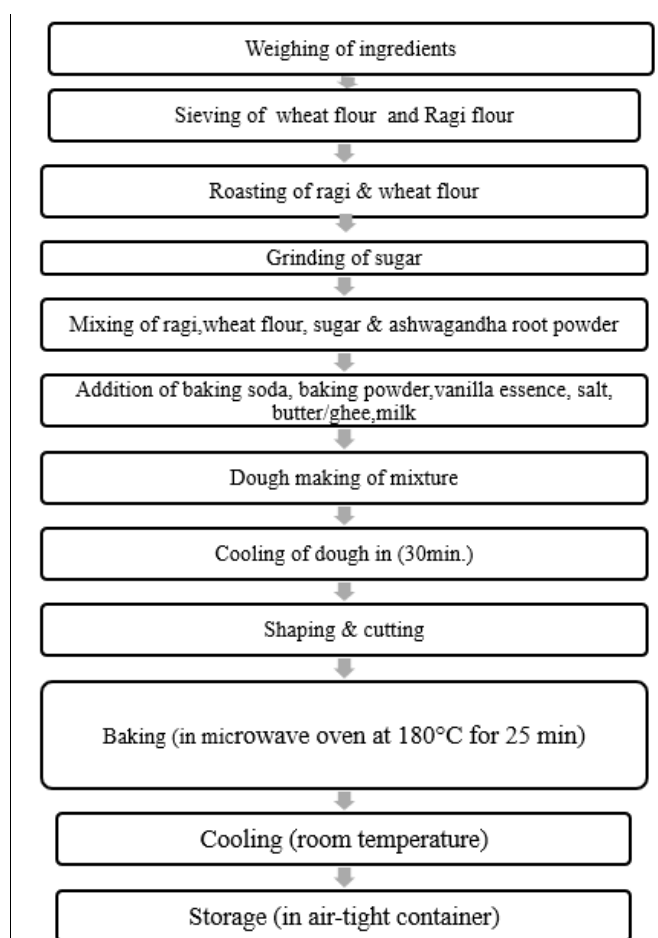 Weighing of ingredients
Sieving of wheat flour and Ragi flour
Roasting of ragi & wheat flour
Grinding of sugar
Mixing of ragi,wheat flour, sugar & ashwagandha root powder
Addition of baking soda, baking powder,vanilla essence, salt,
butter/ghee,milk
Dough making of mixture
Cooling of dough in (30min.)
Shaping & cutting
Baking (in microwave oven at 180°C for 25 min)
Cooling (room temperature)
Storage (in air-tight container)